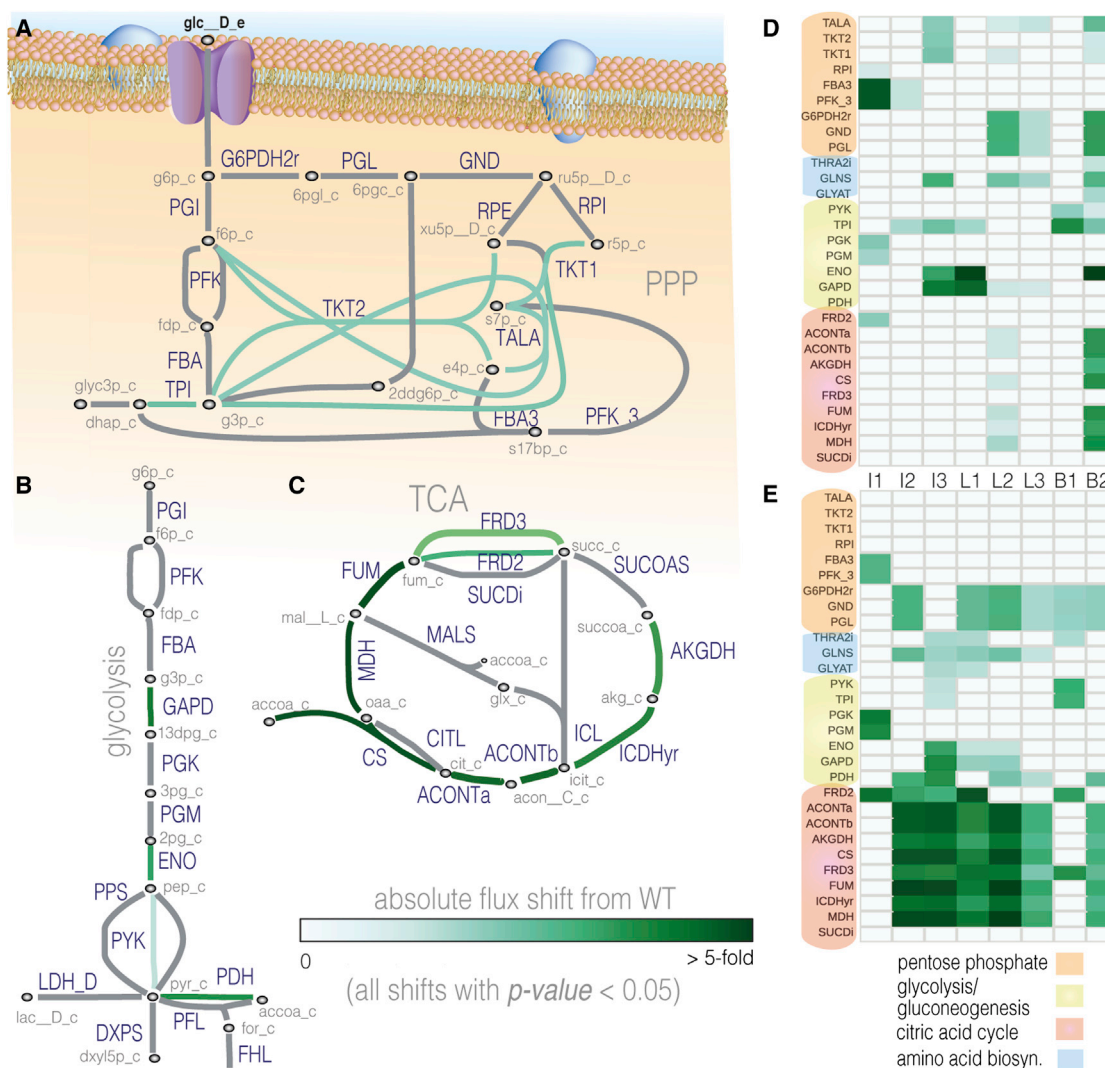 A
glc__D_e
G6PDH2r
PGL
GND
g6p_c
6pgl_c
6pgc_c
ru5p__D_c
PGI
RPE
RPI
f6p_c
xu5p__D_c
r5p_c
PFK
TKT1
PPP
TKT2
s7p_c
fdp_c
TALA
FBA
e4p_c
glyc3p_c
TPI
2ddg6p_c
dhap_c
g3p_c
FBA3
PFK_3
s17bp_c
B
g6p_c
PGI
f6p_c
PFK
fdp_c
FBA
glycolysis
g3p_c
GAPD
13dpg_c
PGK
3pg_c
PGM
2pg_c
ENO
PPS
pep_c
PYK
LDH_D
pyr_c
PDH
lac__D_c
PFL
accoa_c
DXPS
for_c
dxyl5p_c
FHL
C
TCA
FRD3
succ_c
FUM
fum_c
FRD2
SUCOAS
SUCDi
mal__L_c
MALS
succoa_c
MDH
accoa_c
AKGDH
glx_c
akg_c
accoa_c
oaa_c
CITL
ICL
CS
ACONTb
ICDHyr
cit_c
icit_c
ACONTa
acon__C_c
absolute flux shift from WT
0
> 5-fold
(all shifts with p-value < 0.05)
D
TALA
TKT2
TKT1
RPI
FBA3
PFK_3
G6PDH2r
GND
PGL
THRA2i
GLNS
GLYAT
PYK
TPI
PGK
PGM
ENO
GAPD
PDH
FRD2
ACONTa
ACONTb
AKGDH
CS
FRD3
FUM
ICDHyr
MDH
SUCDi
I1 I2 I3 L1 L2 L3 B1 B2
E
TALA
TKT2
TKT1
RPI
FBA3
PFK_3
G6PDH2r
GND
PGL
THRA2i
GLNS
GLYAT
PYK
TPI
PGK
PGM
ENO
GAPD
PDH
FRD2
ACONTa
ACONTb
AKGDH
CS
FRD3
FUM
ICDHyr
MDH
SUCDi
pentose phosphate
glycolysis/
gluconeogenesis
citric acid cycle
amino acid biosyn.